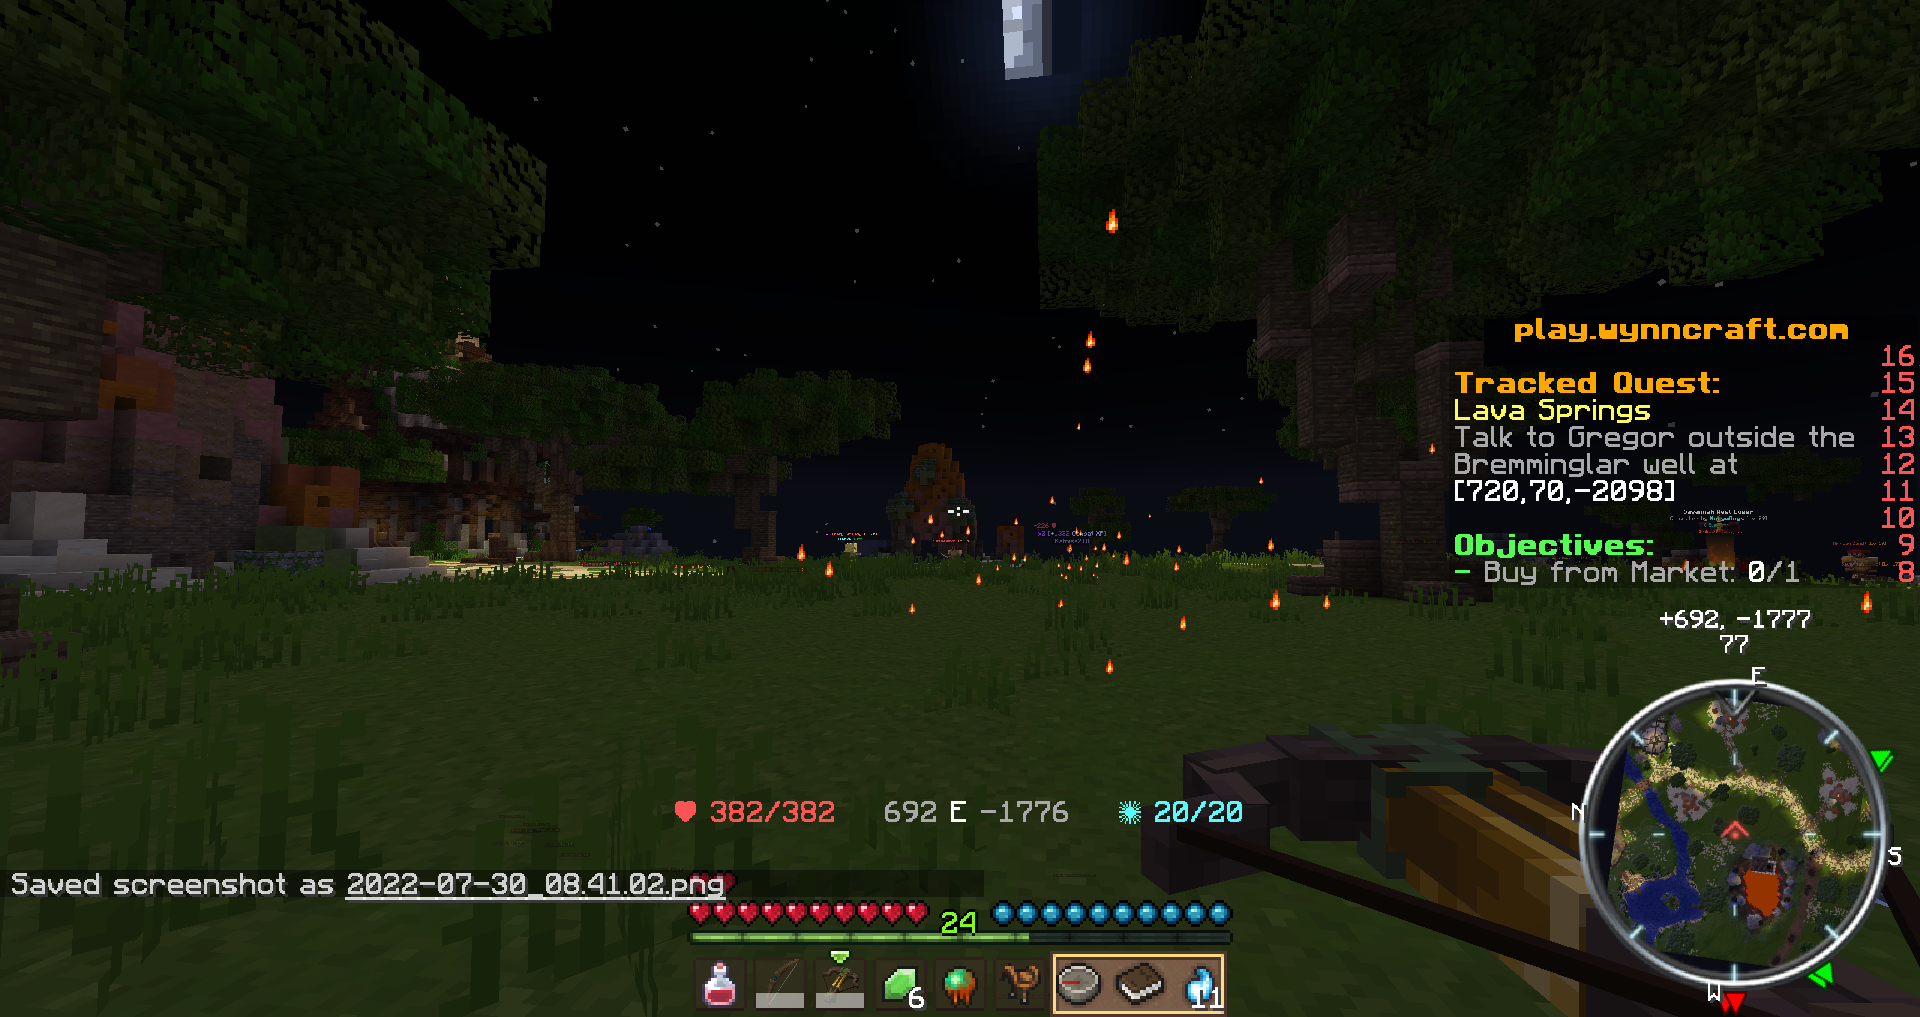 play.wynncraft.com
16
Tracked Quest: 15
Lava Springs 14
Talk to Gregor outside the 13
Bremminglar well at 12
[720,70,-2098] 11
10
Objectives: 9
- Buy from Market: 0/1 8
+692, -1777
77
E
N
S
W
382/382 692 E -1776 20/20
Saved screenshot as 2022-07-30_08.41.02.png
24
6
11